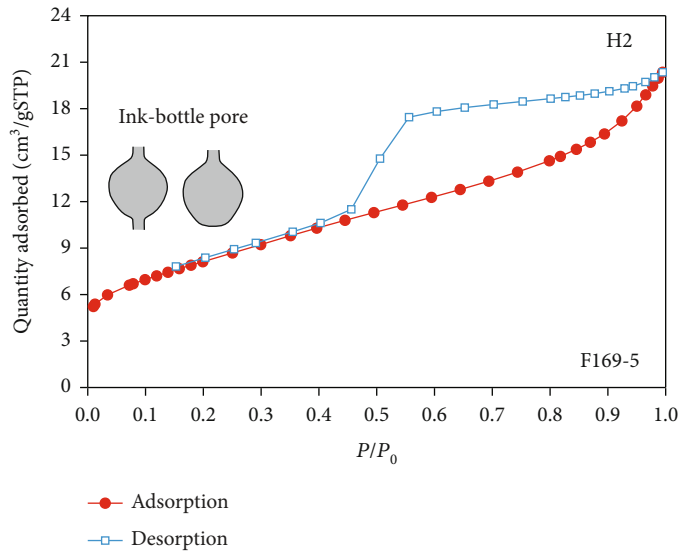 24
21
18
15
12
9
6
3
0
Quantity adsorbed (cm³/gSTP)
H2
Ink-bottle pore
F169-5
0.0 0.1 0.2 0.3 0.4 0.5 0.6 0.7 0.8 0.9 1.0
P/P₀
Adsorption
Desorption